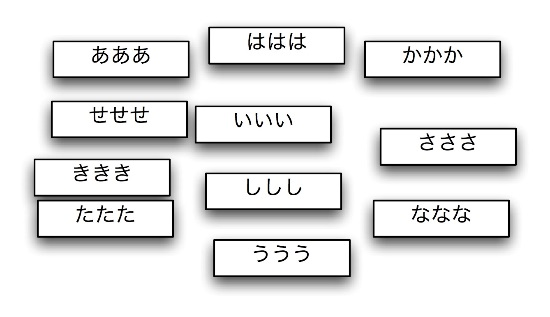 あああ
ははは
かかか
せせせ
いいい
さささ
ききき
ししし
たたた
ななな
ううう